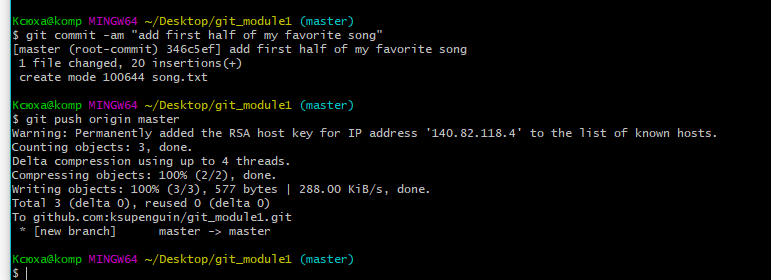 Ксюха@komp MINGW64 ~/Desktop/git_module1 (master)
$ git commit -am "add first half of my favorite song"
[master (root-commit) 346c5ef] add first half of my favorite song
 1 file changed, 20 insertions(+)
 create mode 100644 song.txt
Ксюха@komp MINGW64 ~/Desktop/git_module1 (master)
$ git push origin master
Warning: Permanently added the RSA host key for IP address '140.82.118.4' to the list of known hosts.
Counting objects: 3, done.
Delta compression using up to 4 threads.
Compressing objects: 100% (2/2), done.
Writing objects: 100% (3/3), 577 bytes | 288.00 KiB/s, done.
Total 3 (delta 0), reused 0 (delta 0)
To github.com:ksupenguin/git_module1.git
 * [new branch]      master -> master
Ксюха@komp MINGW64 ~/Desktop/git_module1 (master)
$